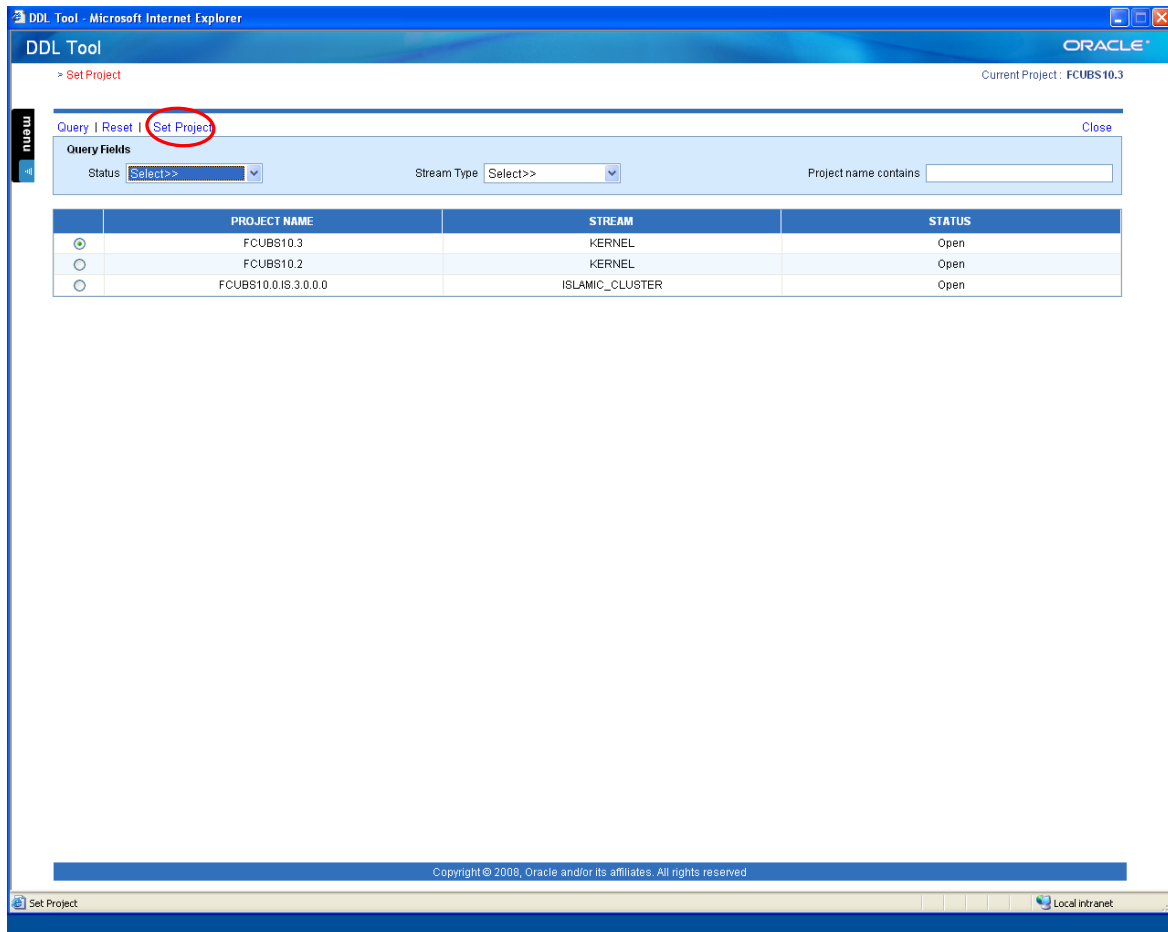 DDL Tool - Microsoft Internet Explorer
DDL Tool
ORACLE
> Set Project
Current Project : FCUBS10.3
menu
Query | Reset | Set Project
Close
Query Fields
Status Select>>
Stream Type Select>>
Project name contains
PROJECT NAME STREAM STATUS
FCUBS10.3 KERNEL Open
FCUBS10.2 KERNEL Open
FCUBS10.0.IS.3.0.0.0 ISLAMIC_CLUSTER Open
Copyright © 2008, Oracle and/or its affiliates. All rights reserved
Set Project
Local intranet